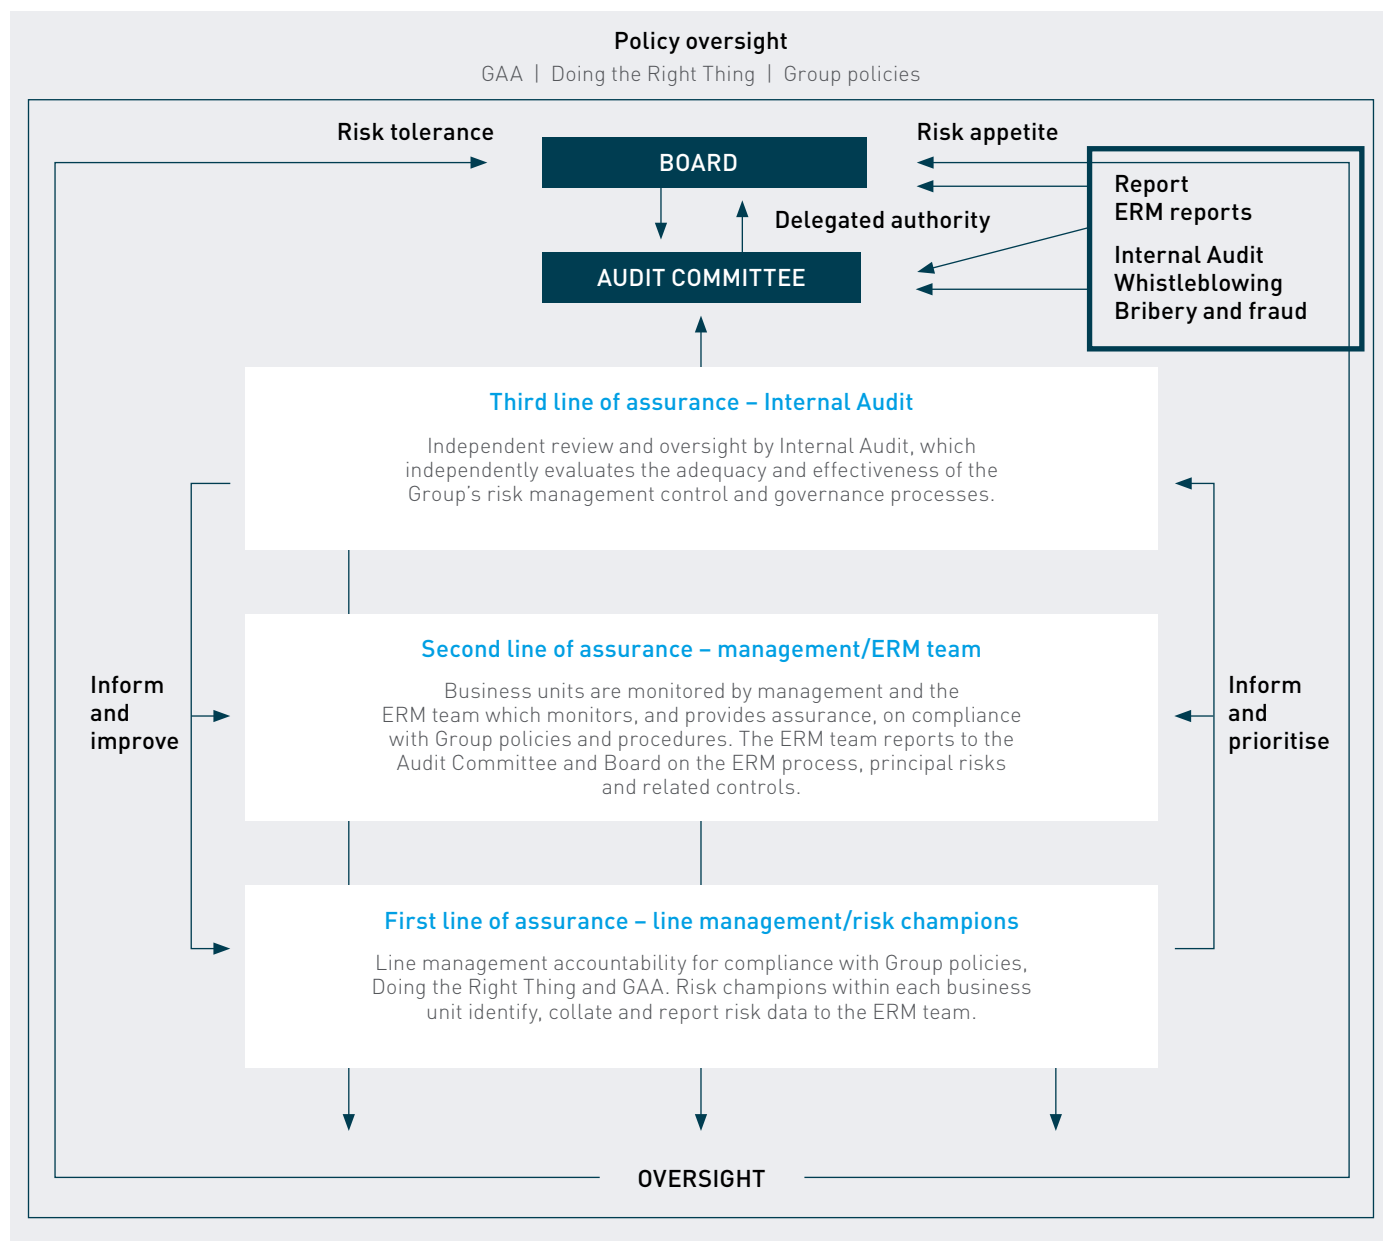 Policy oversight
GAA | Doing the Right Thing | Group policies
Risk tolerance
BOARD
Risk appetite
Report
ERM reports
Internal Audit
Whistleblowing
Bribery and fraud
Delegated authority
AUDIT COMMITTEE
Third line of assurance – Internal Audit
Independent review and oversight by Internal Audit, which
independently evaluates the adequacy and effectiveness of the
Group’s risk management control and governance processes.
Inform
and
improve
Second line of assurance – management/ERM team
Business units are monitored by management and the
ERM team which monitors, and provides assurance, on compliance
with Group policies and procedures. The ERM team reports to the
Audit Committee and Board on the ERM process, principal risks
and related controls.
Inform
and
prioritise
First line of assurance – line management/risk champions
Line management accountability for compliance with Group policies,
Doing the Right Thing and GAA. Risk champions within each business
unit identify, collate and report risk data to the ERM team.
OVERSIGHT